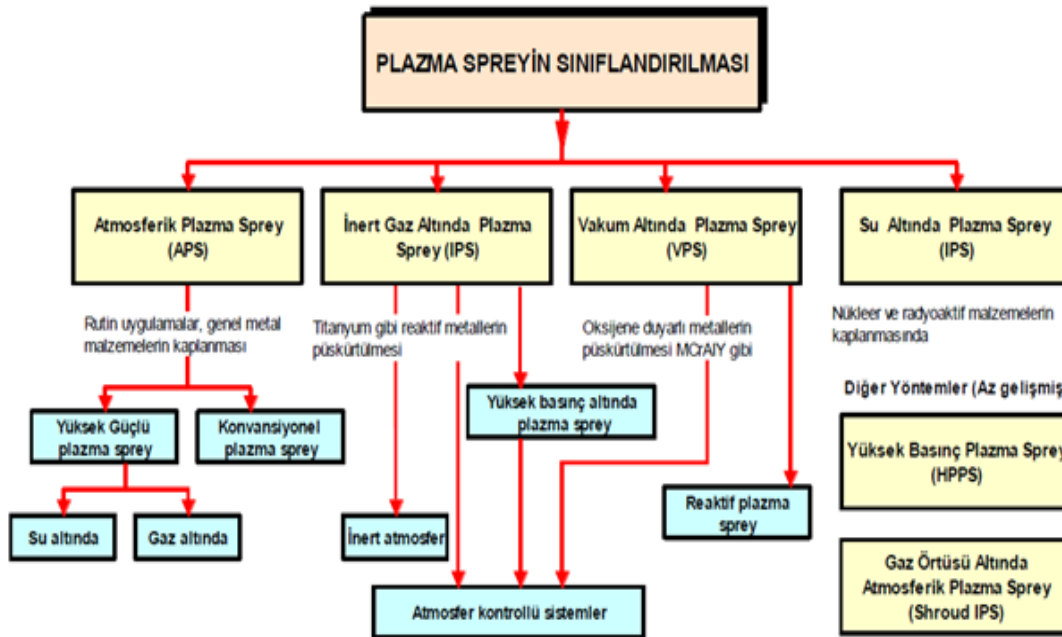 PLAZMA SPREYİN SINIFLANDIRILMASI
Atmosferik Plazma Sprey
(APS)
İnert Gaz Altında Plazma
Sprey (IPS)
Vakum Altında Plazma Sprey
(VPS)
Su Altında Plazma Sprey
(IPS)
Rutin uygulamalar, genel metal
malzemelerin kaplanması
Titanyum gibi reaktif metallerin
püskürtülmesi
Oksijene duyarlı metallerin
püskürtülmesi MCrAlY gibi
Nükleer ve radyoaktif malzemelerin
kaplanmasında
Diğer Yöntemler (Az gelişmiş
Yüksek Güçlü
plazma sprey
Konvansiyonel
plazma sprey
Yüksek basınç altında
plazma sprey
Yüksek Basınç Plazma Sprey
(HPPS)
Reaktif plazma
sprey
Su altında
Gaz altında
İnert atmosfer
Atmosfer kontrollü sistemler
Gaz Örtüsü Altında
Atmosferik Plazma Sprey
(Shroud IPS)